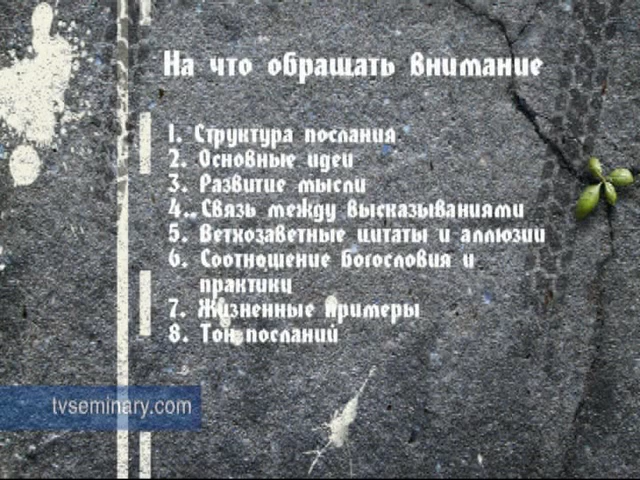 На что обращать внимание
1. Структура послания
2. Основные идеи
3. Развитие мысли
4.. Связь между высказываниями
5. Ветхозаветные цитаты и аллюзии
6. Соотношение богословия и
практики
7. Жизненные примеры
8. Тон посланий
tvseminary.com